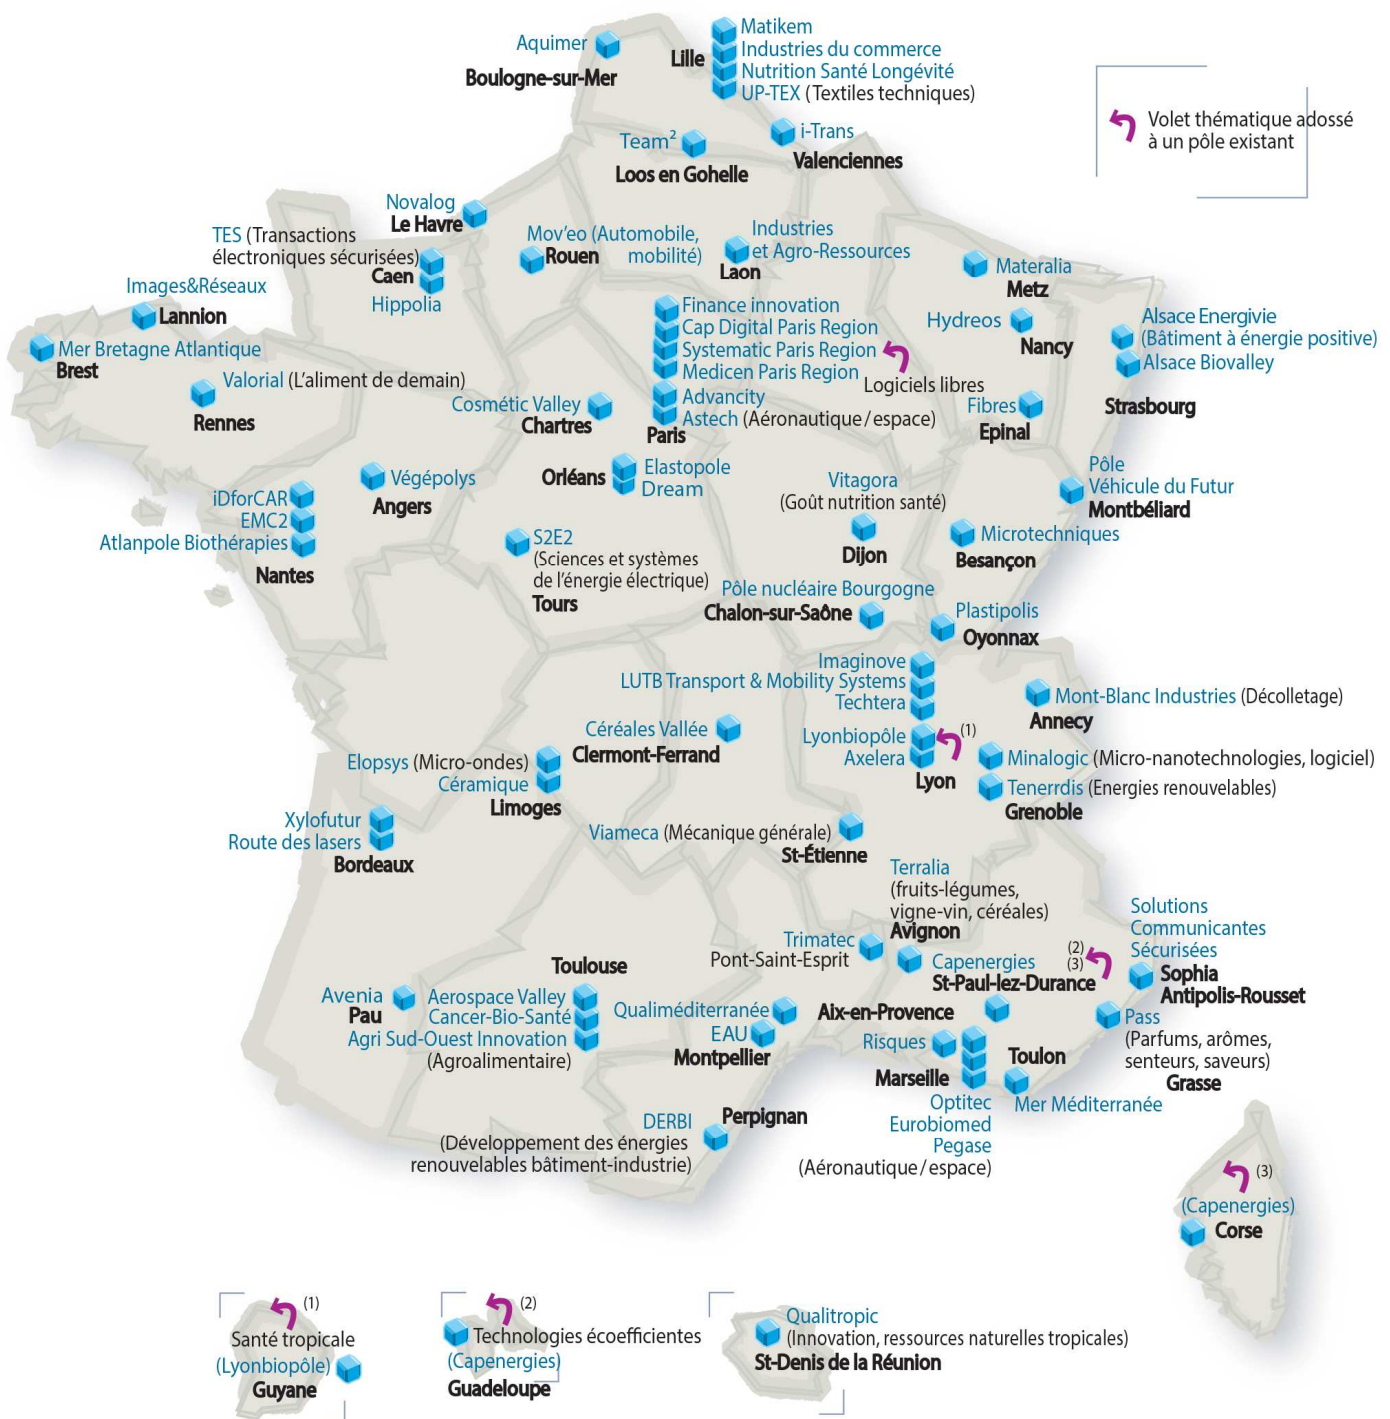 Matikem
Industries du commerce
Nutrition Santé Longévité
UP-TEX (Textiles techniques)
Lille
Aquimer
Boulogne-sur-Mer
Volet thématique adossé
à un pôle existant
i-Trans
Valenciennes
Team²
Loos en Gohelle
Novalog
Le Havre
TES (Transactions
électroniques sécurisées)
Caen
Hippolia
Mov'eo (Automobile,
mobilité)
Rouen
Industries
et Agro-Ressources
Laon
Materalia
Metz
Images&Réseaux
Lannion
Hydreos
Nancy
Alsace Energivie
(Bâtiment à énergie positive)
Alsace Biovalley
Strasbourg
Mer Bretagne Atlantique
Brest
Finance innovation
Cap Digital Paris Region
Systematic Paris Region
Medicen Paris Region
Logiciels libres
Advancity
Astech (Aéronautique/espace)
Paris
Valorial (L'aliment de demain)
Rennes
Cosmétic Valley
Chartres
Fibres
Epinal
Orléans
Elastopole
Dream
Végépolys
Angers
Vitagora
(Goût nutrition santé)
Dijon
Pôle
Véhicule du Futur
Montbéliard
iDforCAR
EMC2
Atlanpole Biothérapies
Nantes
S2E2
(Sciences et systèmes
de l'énergie électrique)
Tours
Microtechniques
Besançon
Pôle nucléaire Bourgogne
Chalon-sur-Saône
Plastipolis
Oyonnax
Imaginove
LUTB Transport & Mobility Systems
Techtera
Lyonbiopôle
(1)
Axelera
Lyon
Mont-Blanc Industries (Décolletage)
Annecy
Céréales Vallée
Clermont-Ferrand
Elopsys (Micro-ondes)
Céramique
Limoges
Minalogic (Micro-nanotechnologies, logiciel)
Tenerrdis (Energies renouvelables)
Grenoble
Xylofutur
Route des lasers
Bordeaux
Viameca (Mécanique générale)
St-Étienne
Terralia
(fruits-légumes,
vigne-vin, céréales)
Avignon
Trimatec
Pont-Saint-Esprit
Solutions
Communicantes
Sécurisées
Sophia
Antipolis-Rousset
(2)
(3)
Capenergies
St-Paul-lez-Durance
Toulouse
Aerospace Valley
Cancer-Bio-Santé
Agri Sud-Ouest Innovation
(Agroalimentaire)
Avenia
Pau
Qualiméditerranée
EAU
Montpellier
Aix-en-Provence
Pass
(Parfums, arômes,
senteurs, saveurs)
Grasse
Risques
Marseille
Toulon
Mer Méditerranée
Optitec
Eurobiomed
Pegase
(Aéronautique/espace)
Perpignan
DERBI
(Développement des énergies
renouvelables bâtiment-industrie)
(3)
(Capenergies)
Corse
(1)
Santé tropicale
(Lyonbiopôle)
Guyane
(2)
Technologies écoefficientes
(Capenergies)
Guadeloupe
Qualitropic
(Innovation, ressources naturelles tropicales)
St-Denis de la Réunion